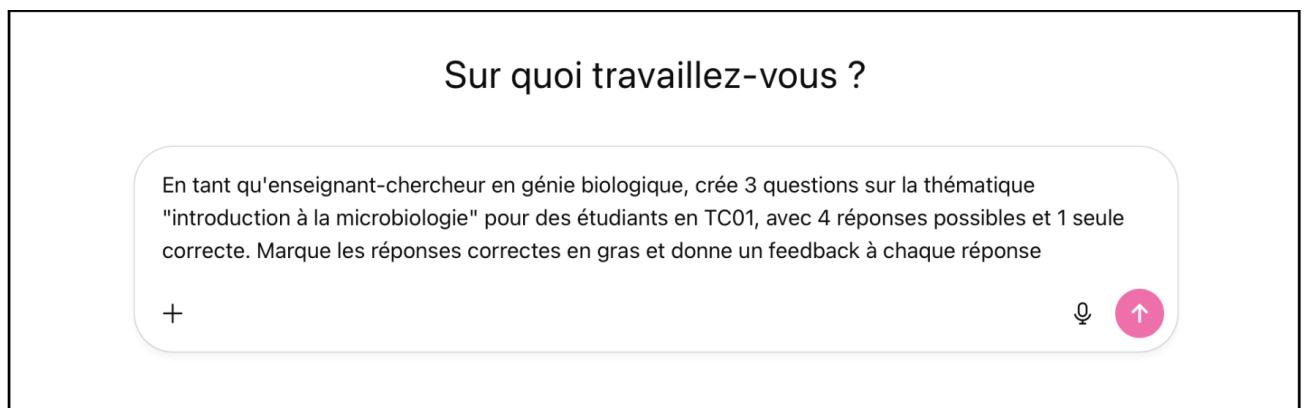 Sur quoi travaillez-vous ?
En tant qu'enseignant-chercheur en génie biologique, crée 3 questions sur la thématique
"introduction à la microbiologie" pour des étudiants en TC01, avec 4 réponses possibles et 1 seule
correcte. Marque les réponses correctes en gras et donne un feedback à chaque réponse